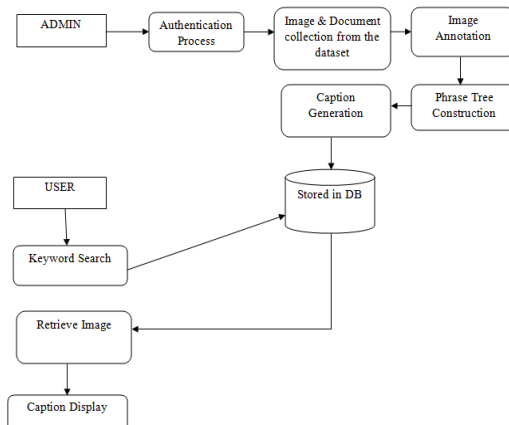 ADMIN
Authentication
Process
Image & Document
collection from the
dataset
Image
Annotation
Caption
Generation
Phrase Tree
Construction
USER
Stored in DB
Keyword Search
Retrieve Image
Caption Display